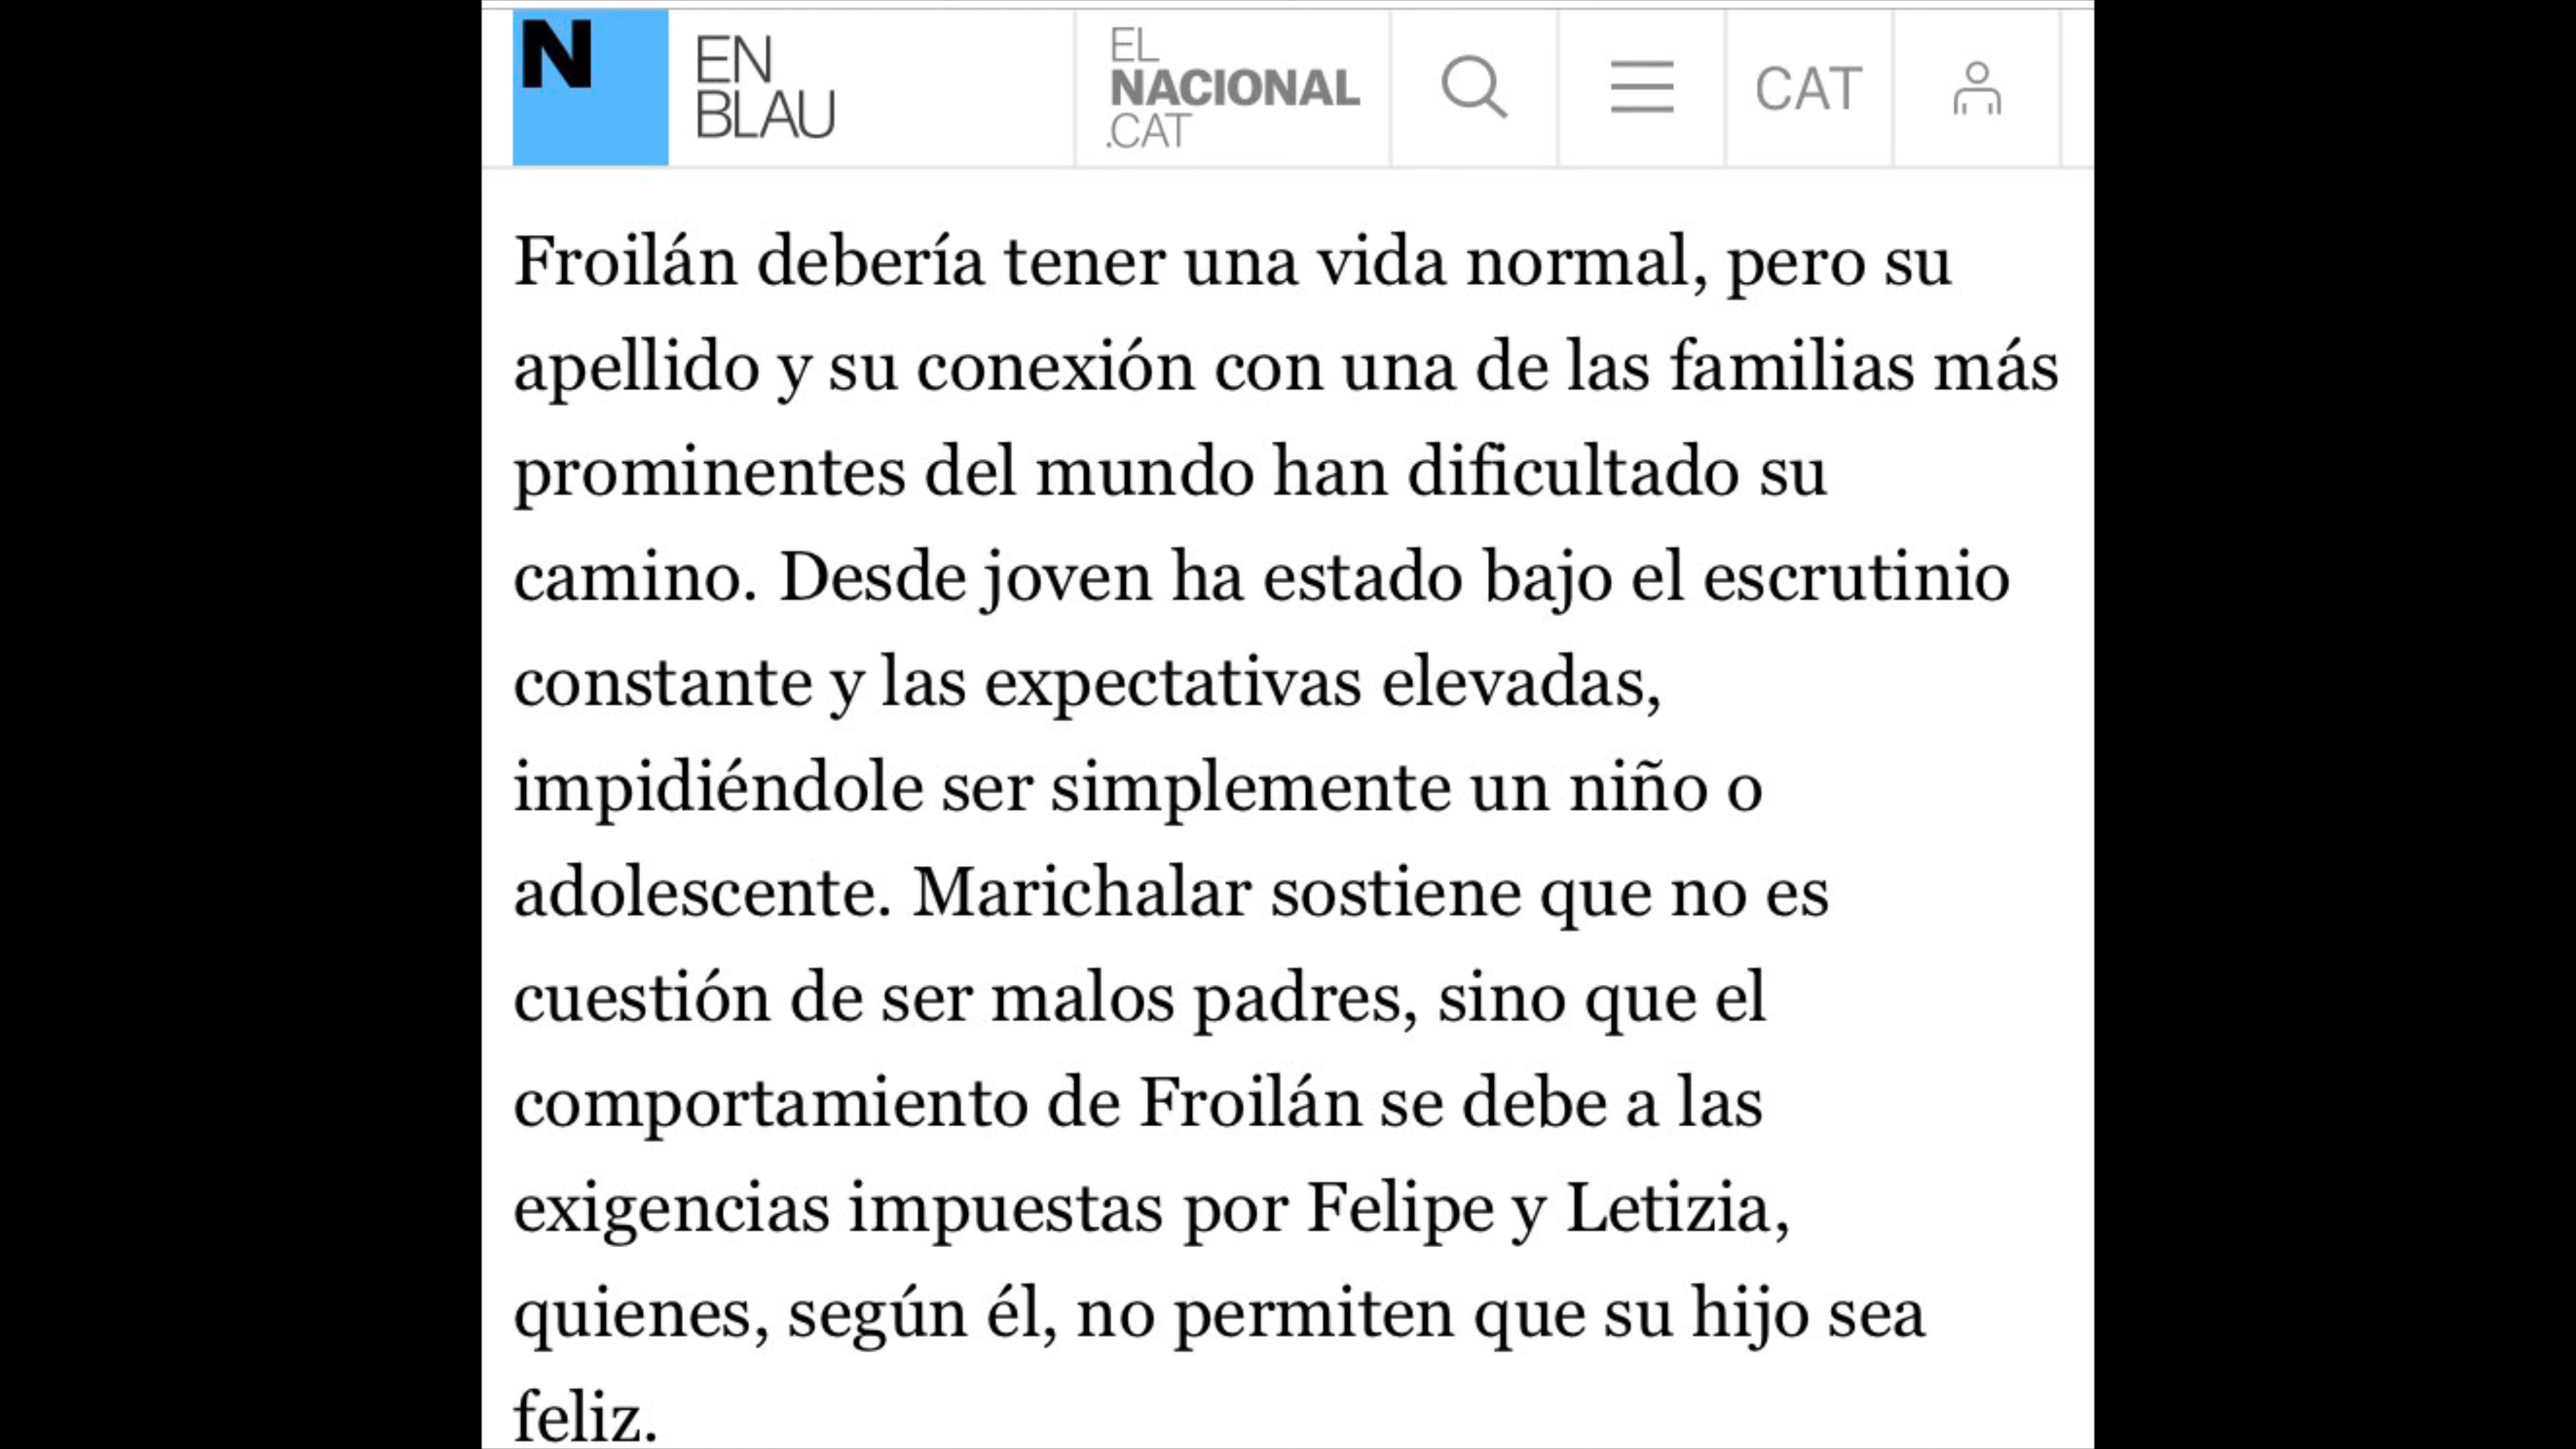 N
EN
BLAU
EL
NACIONAL
.CAT
CAT
Froilán debería tener una vida normal, pero su
apellido y su conexión con una de las familias más
prominentes del mundo han dificultado su
camino. Desde joven ha estado bajo el escrutinio
constante y las expectativas elevadas,
impidiéndole ser simplemente un niño o
adolescente. Marichalar sostiene que no es
cuestión de ser malos padres, sino que el
comportamiento de Froilán se debe a las
exigencias impuestas por Felipe y Letizia,
quienes, según él, no permiten que su hijo sea
feliz.